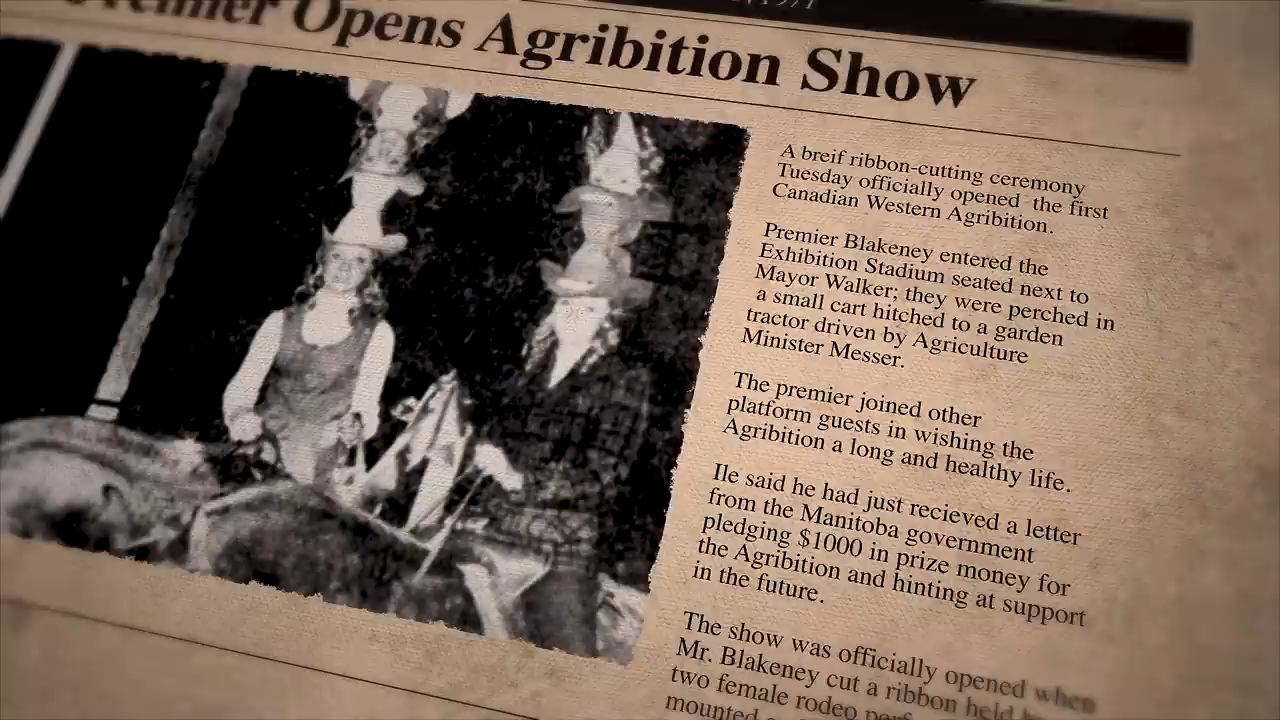 1971
Premier Opens Agribition Show
A breif ribbon-cutting ceremony
Tuesday officially opened the first
Canadian Western Agribition.
Premier Blakeney entered the
Exhibition Stadium seated next to
Mayor Walker; they were perched in
a small cart hitched to a garden
tractor driven by Agriculture
Minister Messer.
The premier joined other
platform guests in wishing the
Agribition a long and healthy life.
Ile said he had just recieved a letter
from the Manitoba government
pledging $1000 in prize money for
the Agribition and hinting at support
in the future.
The show was officially opened when
Mr. Blakeney cut a ribbon held
two female rodeo
mounted